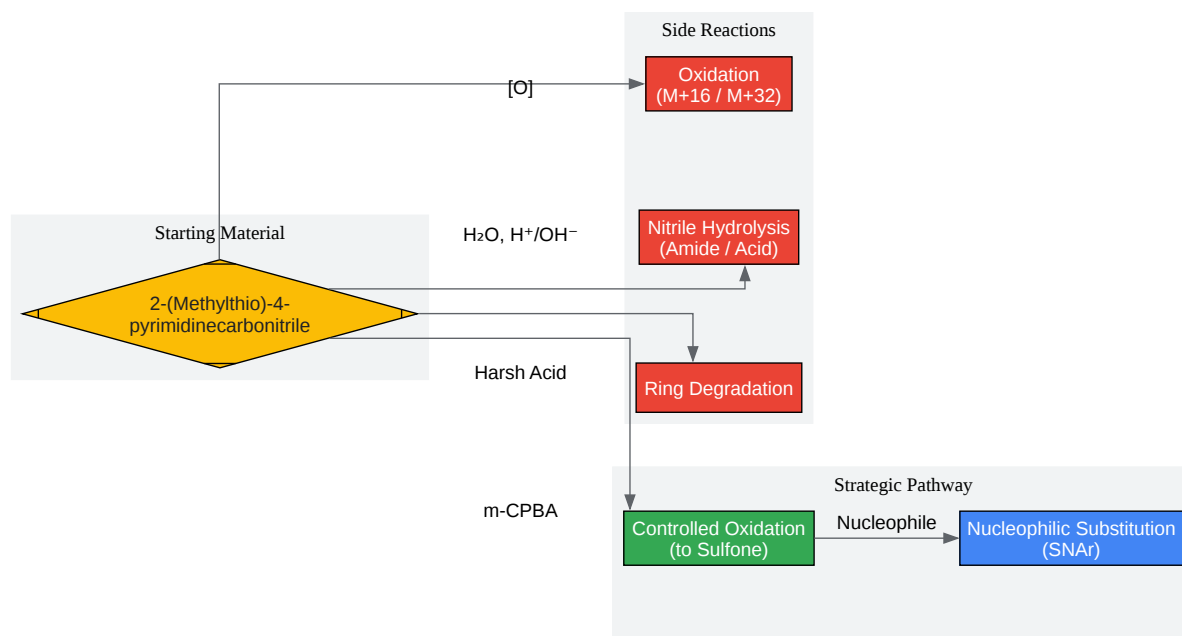 Side Reactions
Oxidation
(M+16 / M+32)
[O]
Starting Material
H₂O, H⁺/OH⁻
Nitrile Hydrolysis
(Amide / Acid)
2-(Methylthio)-4-
pyrimidinecarbonitrile
Harsh Acid
Ring Degradation
Strategic Pathway
m-CPBA
Controlled Oxidation
(to Sulfone)
Nucleophile
Nucleophilic Substitution
(SNAr)